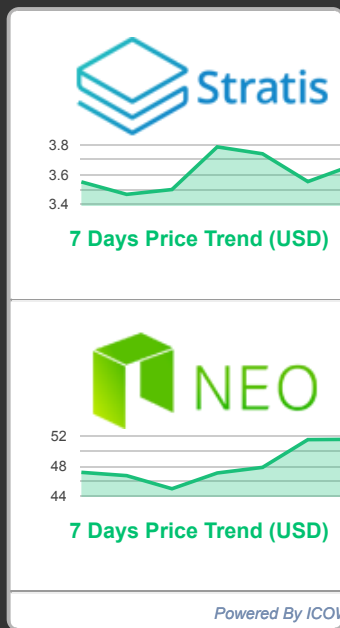 Stratis
3.8
3.6
3.4
7 Days Price Trend (USD)
NEO
52
48
44
7 Days Price Trend (USD)
Powered By